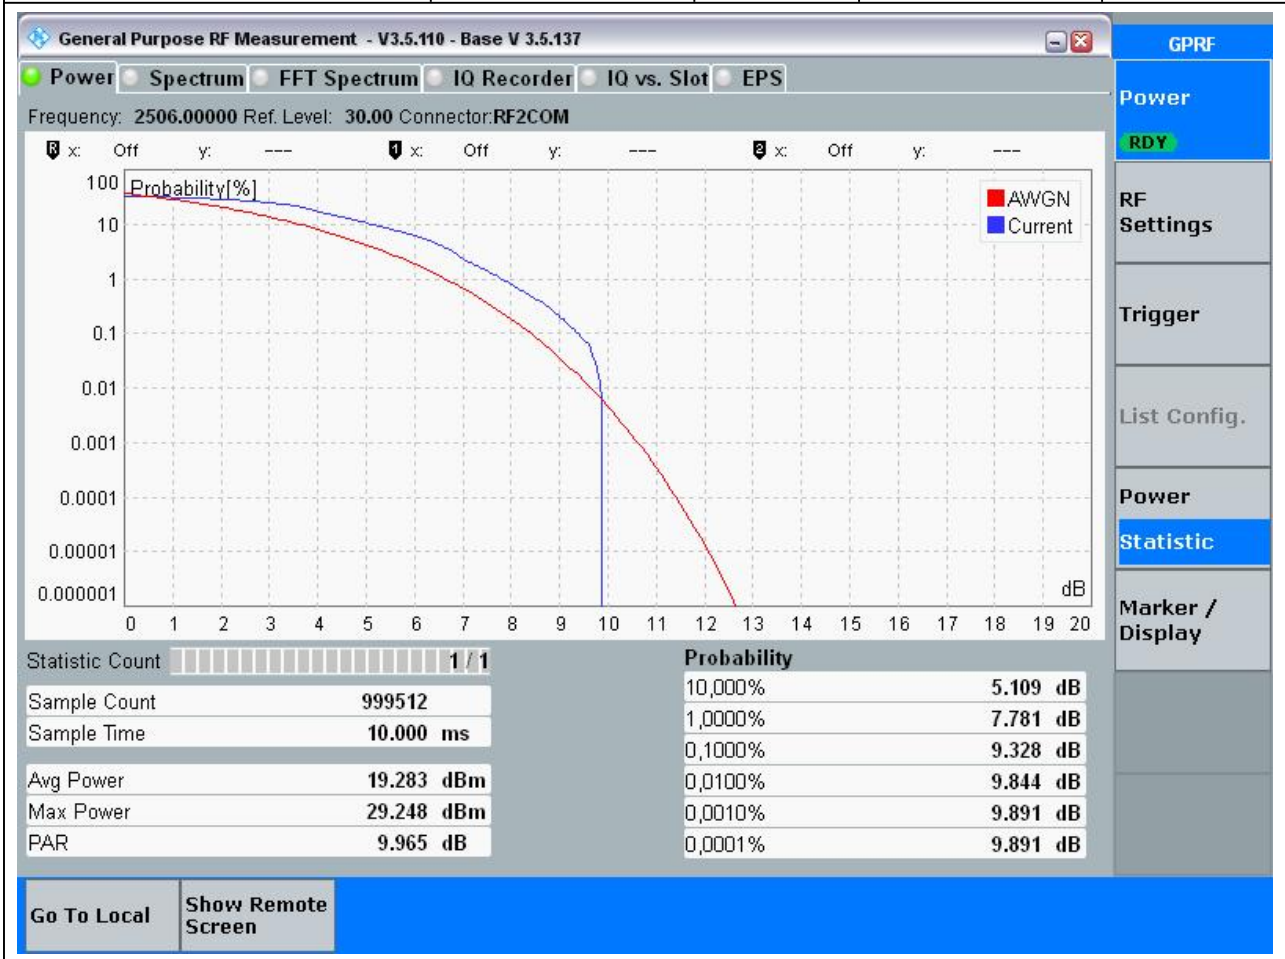 General Purpose RF Measurement - V3.5.110 - Base V 3.5.137
GPRF
Power Spectrum FFT Spectrum IQ Recorder IQ vs. Slot EPS
Frequency: 2506.00000 Ref. Level: 30.00 Connector:RF2COM
R x: Off y: --- 1 x: Off y: --- 2 x: Off y: ---
Probability[%]
AWGN
Current
100
10
1
0.1
0.01
0.001
0.0001
0.00001
0.000001
dB
0 1 2 3 4 5 6 7 8 9 10 11 12 13 14 15 16 17 18 19 20
Statistic Count 1 / 1
Sample Count 999512
Sample Time 10.000 ms
Avg Power 19.283 dBm
Max Power 29.248 dBm
PAR 9.965 dB
Probability
10,000% 5.109 dB
1,0000% 7.781 dB
0,1000% 9.328 dB
0,0100% 9.844 dB
0,0010% 9.891 dB
0,0001% 9.891 dB
Power
RDY
RF
Settings
Trigger
List Config.
Power
Statistic
Marker /
Display
Go To Local
Show Remote
Screen